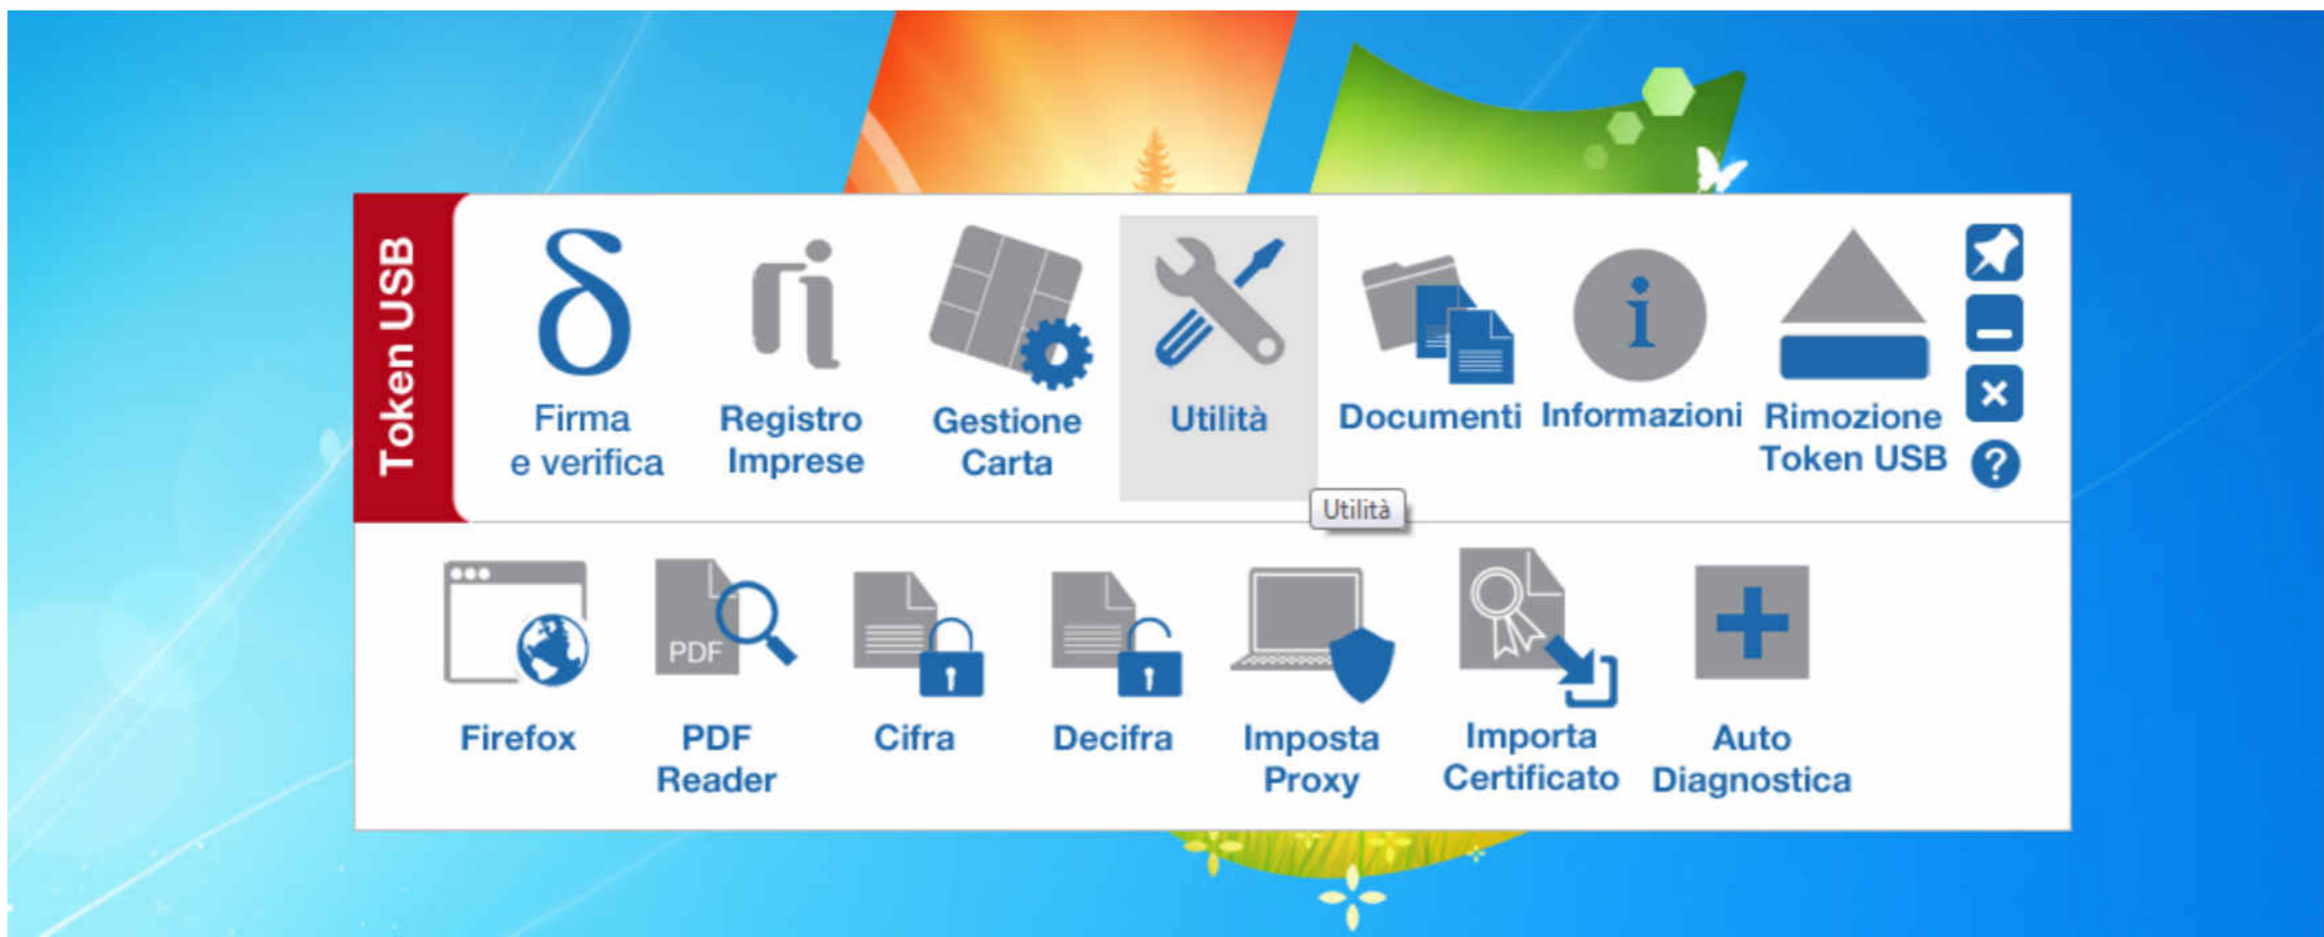 Token USB
Firma
e verifica
Registro
Imprese
Gestione
Carta
Utilità
Documenti
Informazioni
Rimozione
Token USB
?
Utilità
Firefox
PDF
PDF
Reader
Cifra
Decifra
Imposta
Proxy
Importa
Certificato
Auto
Diagnostica